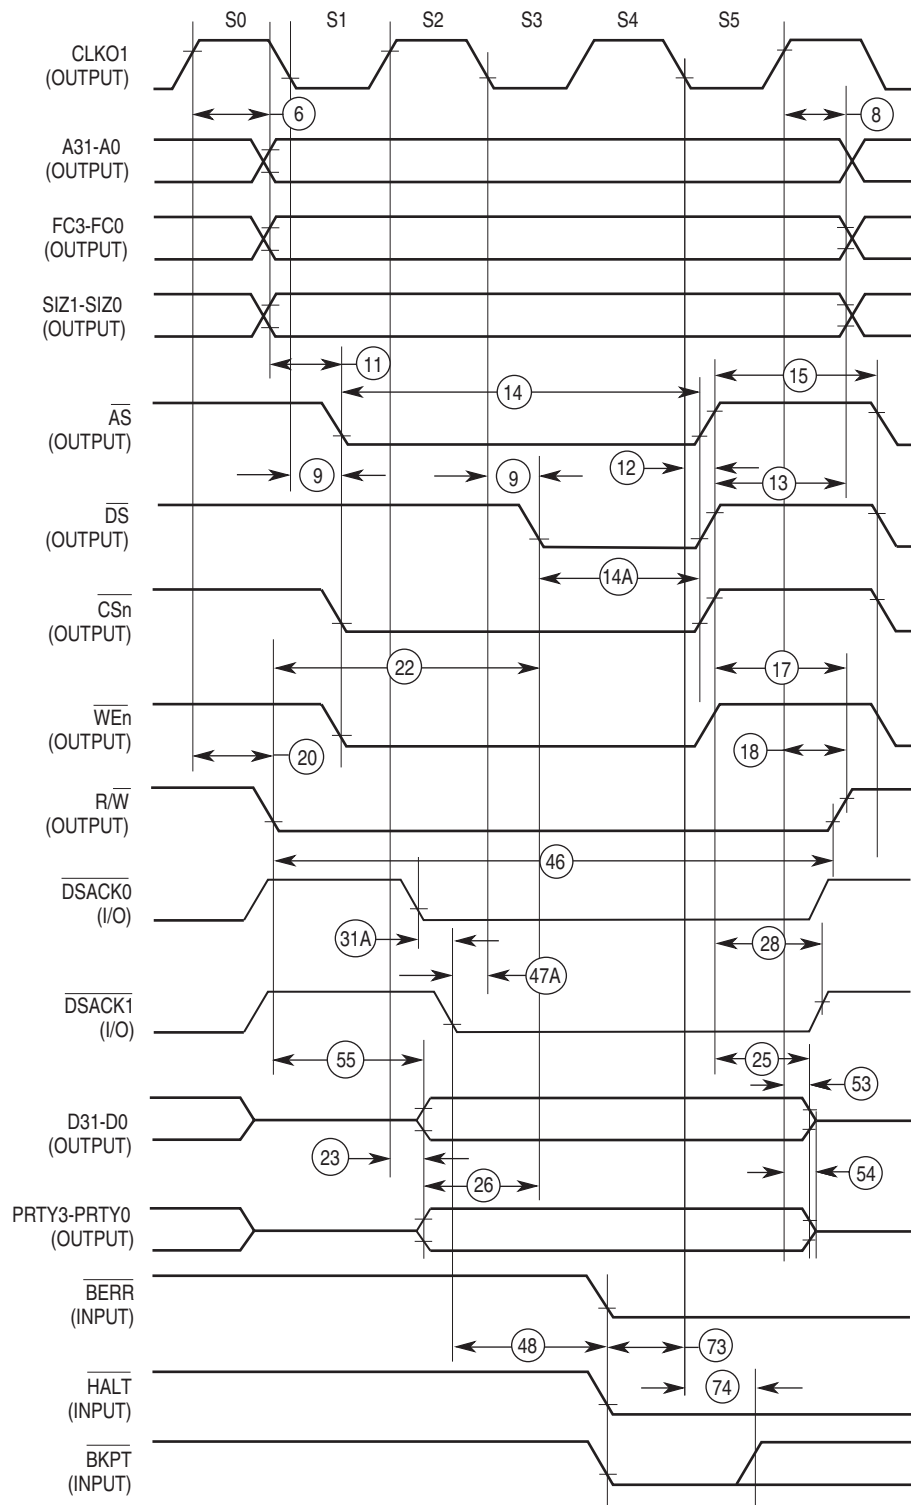 S0 S1 S2 S3 S4 S5
CLKO1
(OUTPUT)
6
8
A31-A0
(OUTPUT)
FC3-FC0
(OUTPUT)
SIZ1-SIZ0
(OUTPUT)
11
14
15
AS
(OUTPUT)
9
9
12
13
DS
(OUTPUT)
14A
CSn
(OUTPUT)
22
17
WEn
(OUTPUT)
20
18
R/W
(OUTPUT)
46
DSACK0
(I/O)
31A
28
47A
DSACK1
(I/O)
55
25
53
D31-D0
(OUTPUT)
23
54
26
PRTY3-PRTY0
(OUTPUT)
BERR
(INPUT)
48
73
74
HALT
(INPUT)
BKPT
(INPUT)